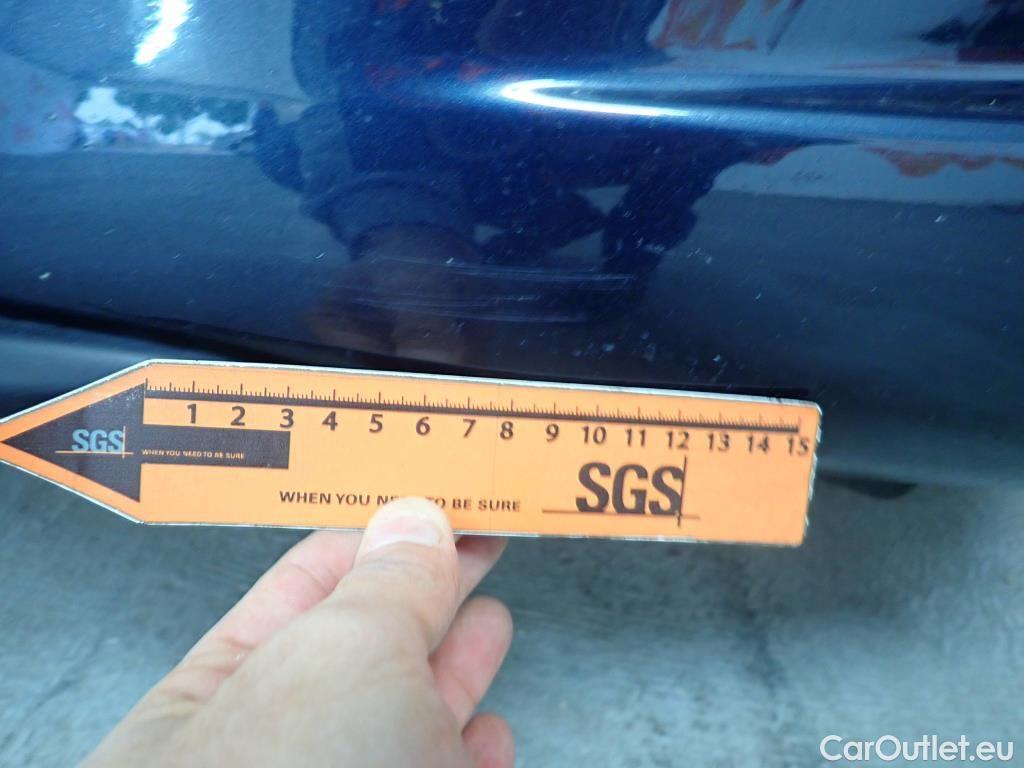 1 2 3 4 5 6 7 8 9 10 11 12 13 14 15
SGS
WHEN YOU NEED TO BE SURE
SGS
WHEN YOU TO BE SURE
CarOutlet.eu